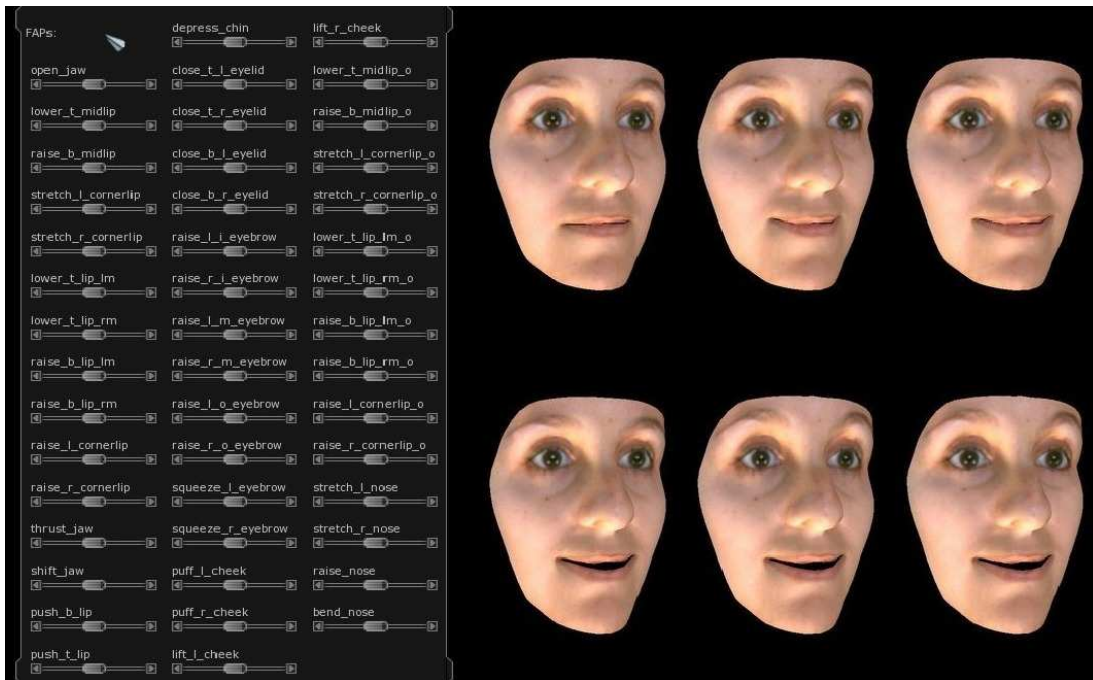 FAPs:
open_jaw
lower_t_midlip
raise_b_midlip
stretch_l_cornerlip
stretch_r_cornerlip
lower_t_lip_lm
lower_t_lip_rm
raise_b_lip_lm
raise_b_lip_rm
raise_l_cornerlip
raise_r_cornerlip
thrust_jaw
shift_jaw
push_b_lip
push_t_lip
depress_chin
close_t_l_eyelid
close_t_r_eyelid
close_b_l_eyelid
close_b_r_eyelid
raise_l_i_eyebrow
raise_r_i_eyebrow
raise_l_m_eyebrow
raise_r_m_eyebrow
raise_l_o_eyebrow
raise_r_o_eyebrow
squeeze_l_eyebrow
squeeze_r_eyebrow
puff_l_cheek
puff_r_cheek
lift_l_cheek
lift_r_cheek
lower_t_midlip_o
raise_b_midlip_o
stretch_l_cornerlip_o
stretch_r_cornerlip_o
lower_t_lip_lm_o
lower_t_lip_rm_o
raise_b_lip_lm_o
raise_b_lip_rm_o
raise_l_cornerlip_o
raise_r_cornerlip_o
stretch_l_nose
stretch_r_nose
raise_nose
bend_nose